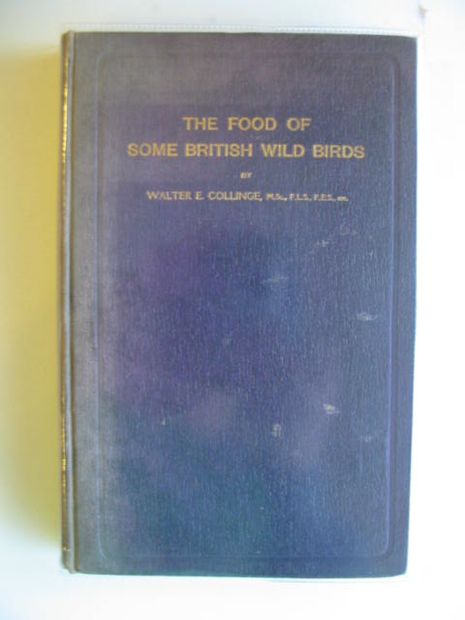 THE FOOD OF
SOME BRITISH WILD BIRDS
BY
WALTER E. COLLINGE, M.Sc., F.L.S., F.E.S., ETC.